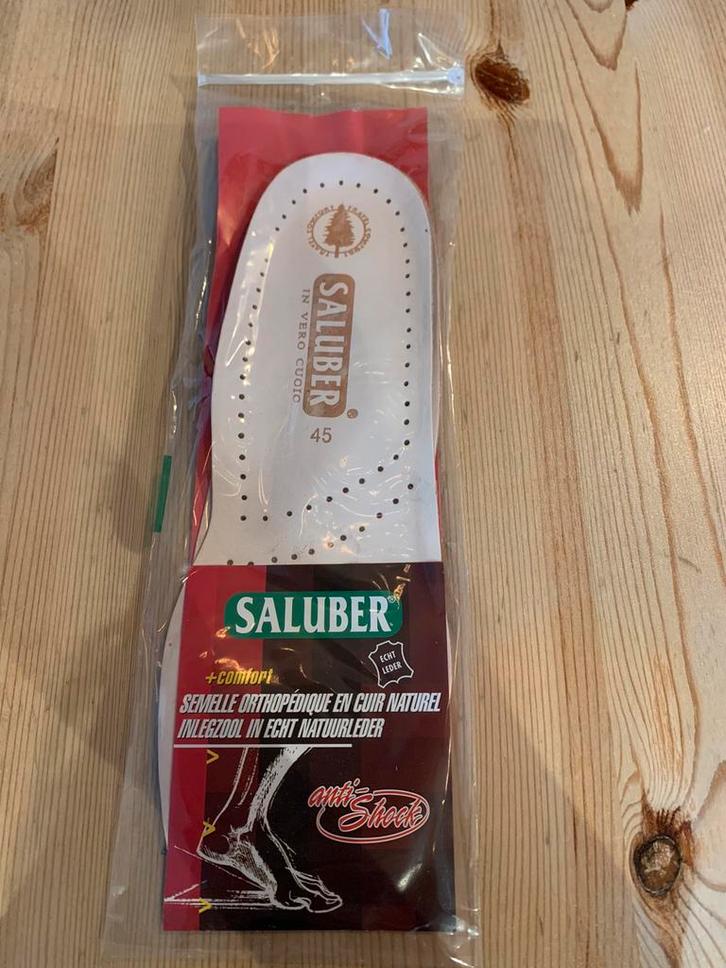 SALUBER®
IN VERO CUOIO
45
SALUBER®
ECHT
LEDER
+comfort
SEMELLE ORTHOPÉDIQUE EN CUIR NATUREL
INLEGZOOL IN ECHT NATUURLEDER
anti-
Shock